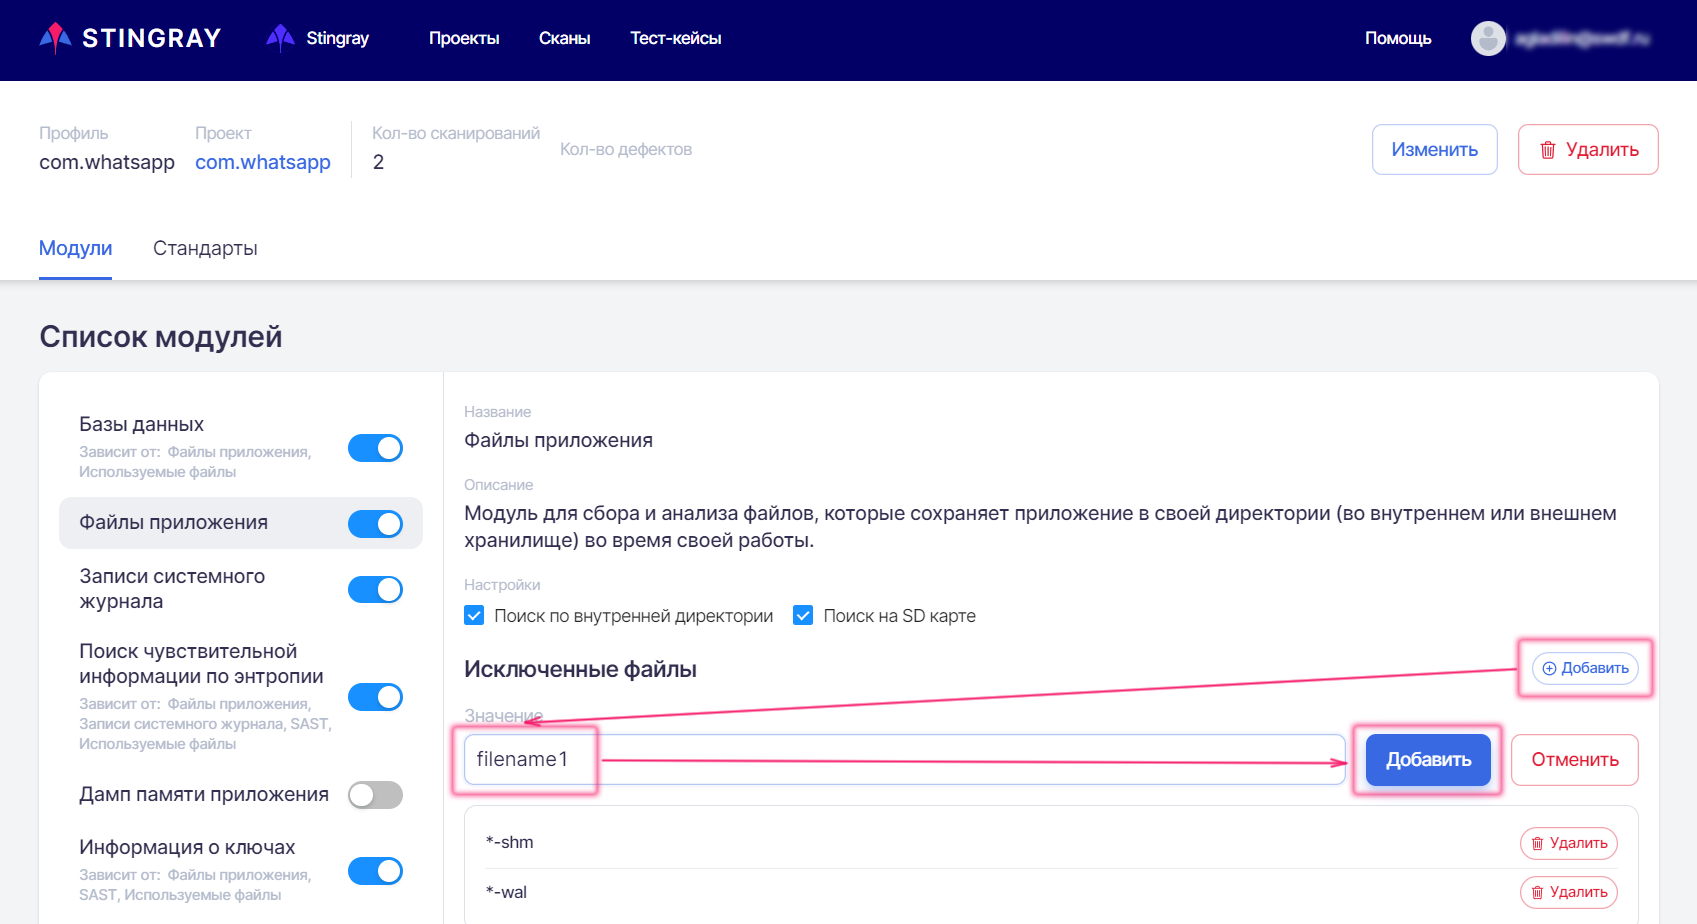 STINGRAY
Stingray
Проекты
Сканы
Тест-кейсы
Помощь
Профиль
com.whatsapp
Проект
com.whatsapp
Кол-во сканирований
2
Кол-во дефектов
Изменить
Удалить
Модули
Стандарты
Список модулей
Базы данных
Зависит от: Файлы приложения,
Используемые файлы
Файлы приложения
Записи системного
журнала
Поиск чувствительной
информации по энтропии
Зависит от: Файлы приложения,
Записи системного журнала, SAST,
Используемые файлы
Дамп памяти приложения
Информация о ключах
Зависит от: Файлы приложения,
SAST, Используемые файлы
Название
Файлы приложения
Описание
Модуль для сбора и анализа файлов, которые сохраняет приложение в своей директории (во внутреннем или внешнем
хранилище) во время своей работы.
Настройки
Поиск по внутренней директории
Поиск на SD карте
Исключенные файлы
Добавить
Значение
filename1
Добавить
Отменить
*-shm
Удалить
*-wal
Удалить